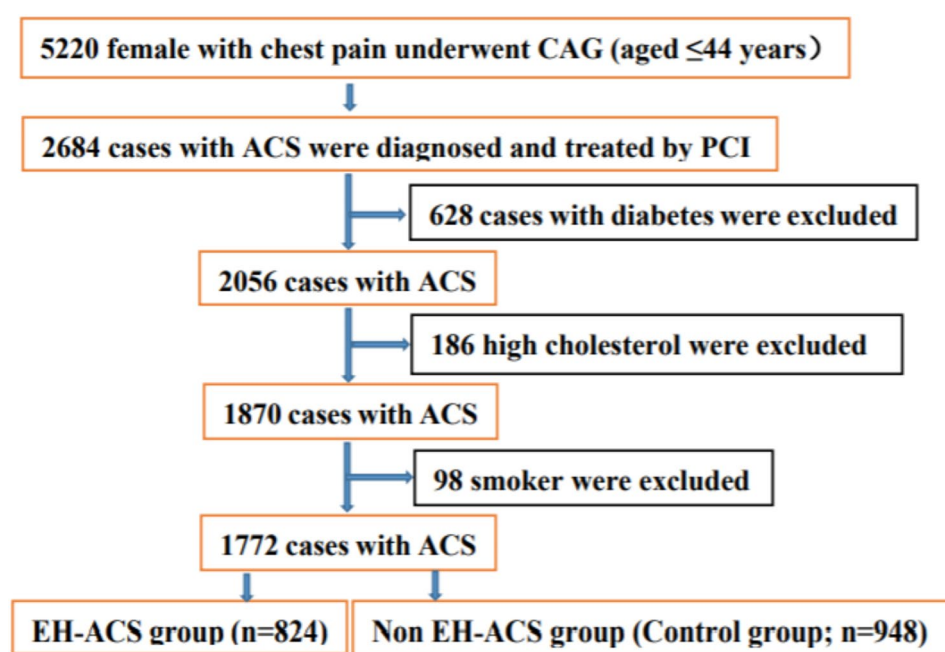 5220 female with chest pain underwent CAG (aged ≤44 years）
2684 cases with ACS were diagnosed and treated by PCI
628 cases with diabetes were excluded
2056 cases with ACS
186 high cholesterol were excluded
1870 cases with ACS
98 smoker were excluded
1772 cases with ACS
EH-ACS group (n=824)
Non EH-ACS group (Control group; n=948)